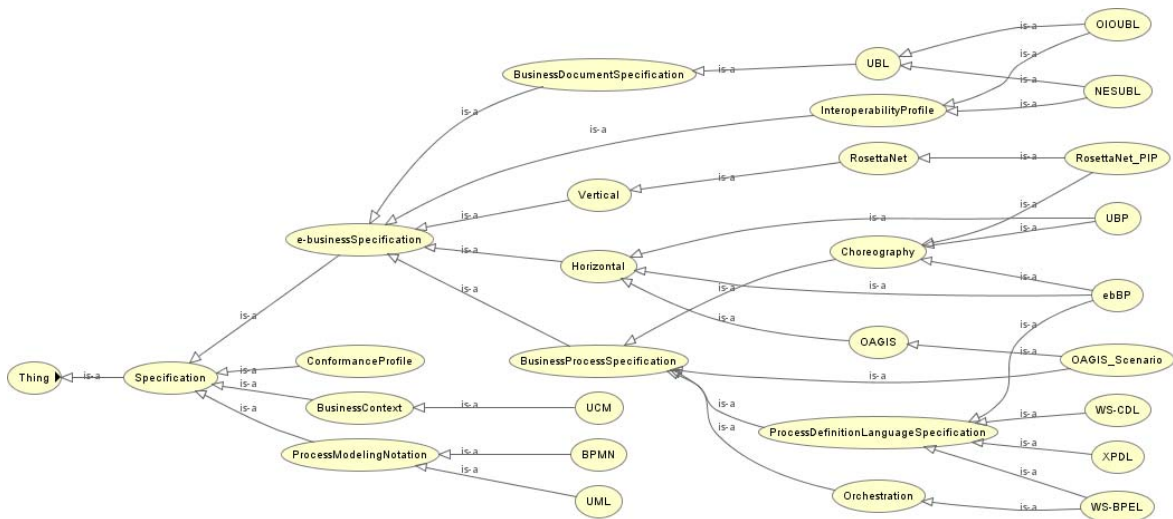 OIOUBL
is-a
BusinessDocumentSpecification
is-a
UBL
is-a
is-a
NESUBL
is-a
InteroperabilityProfile
is-a
is-a
RosettaNet
is-a
RosettaNet_PIP
is-a
Vertical
is-a
is-a
is-a
UBP
e-businessSpecification
is-a
is-a
Horizontal
Choreography
is-a
is-a
is-a
is-a
ebBP
is-a
is-a
OAGIS
is-a
Thing
is-a
Specification
is-a
ConformanceProfile
BusinessProcessSpecification
is-a
OAGIS_Scenario
is-a
BusinessContext
is-a
UCM
is-a
is-a
WS-CDL
is-a
ProcessModelingNotation
is-a
BPMN
is-a
ProcessDefinitionLanguageSpecification
is-a
XPDL
is-a
UML
Orchestration
is-a
is-a
WS-BPEL